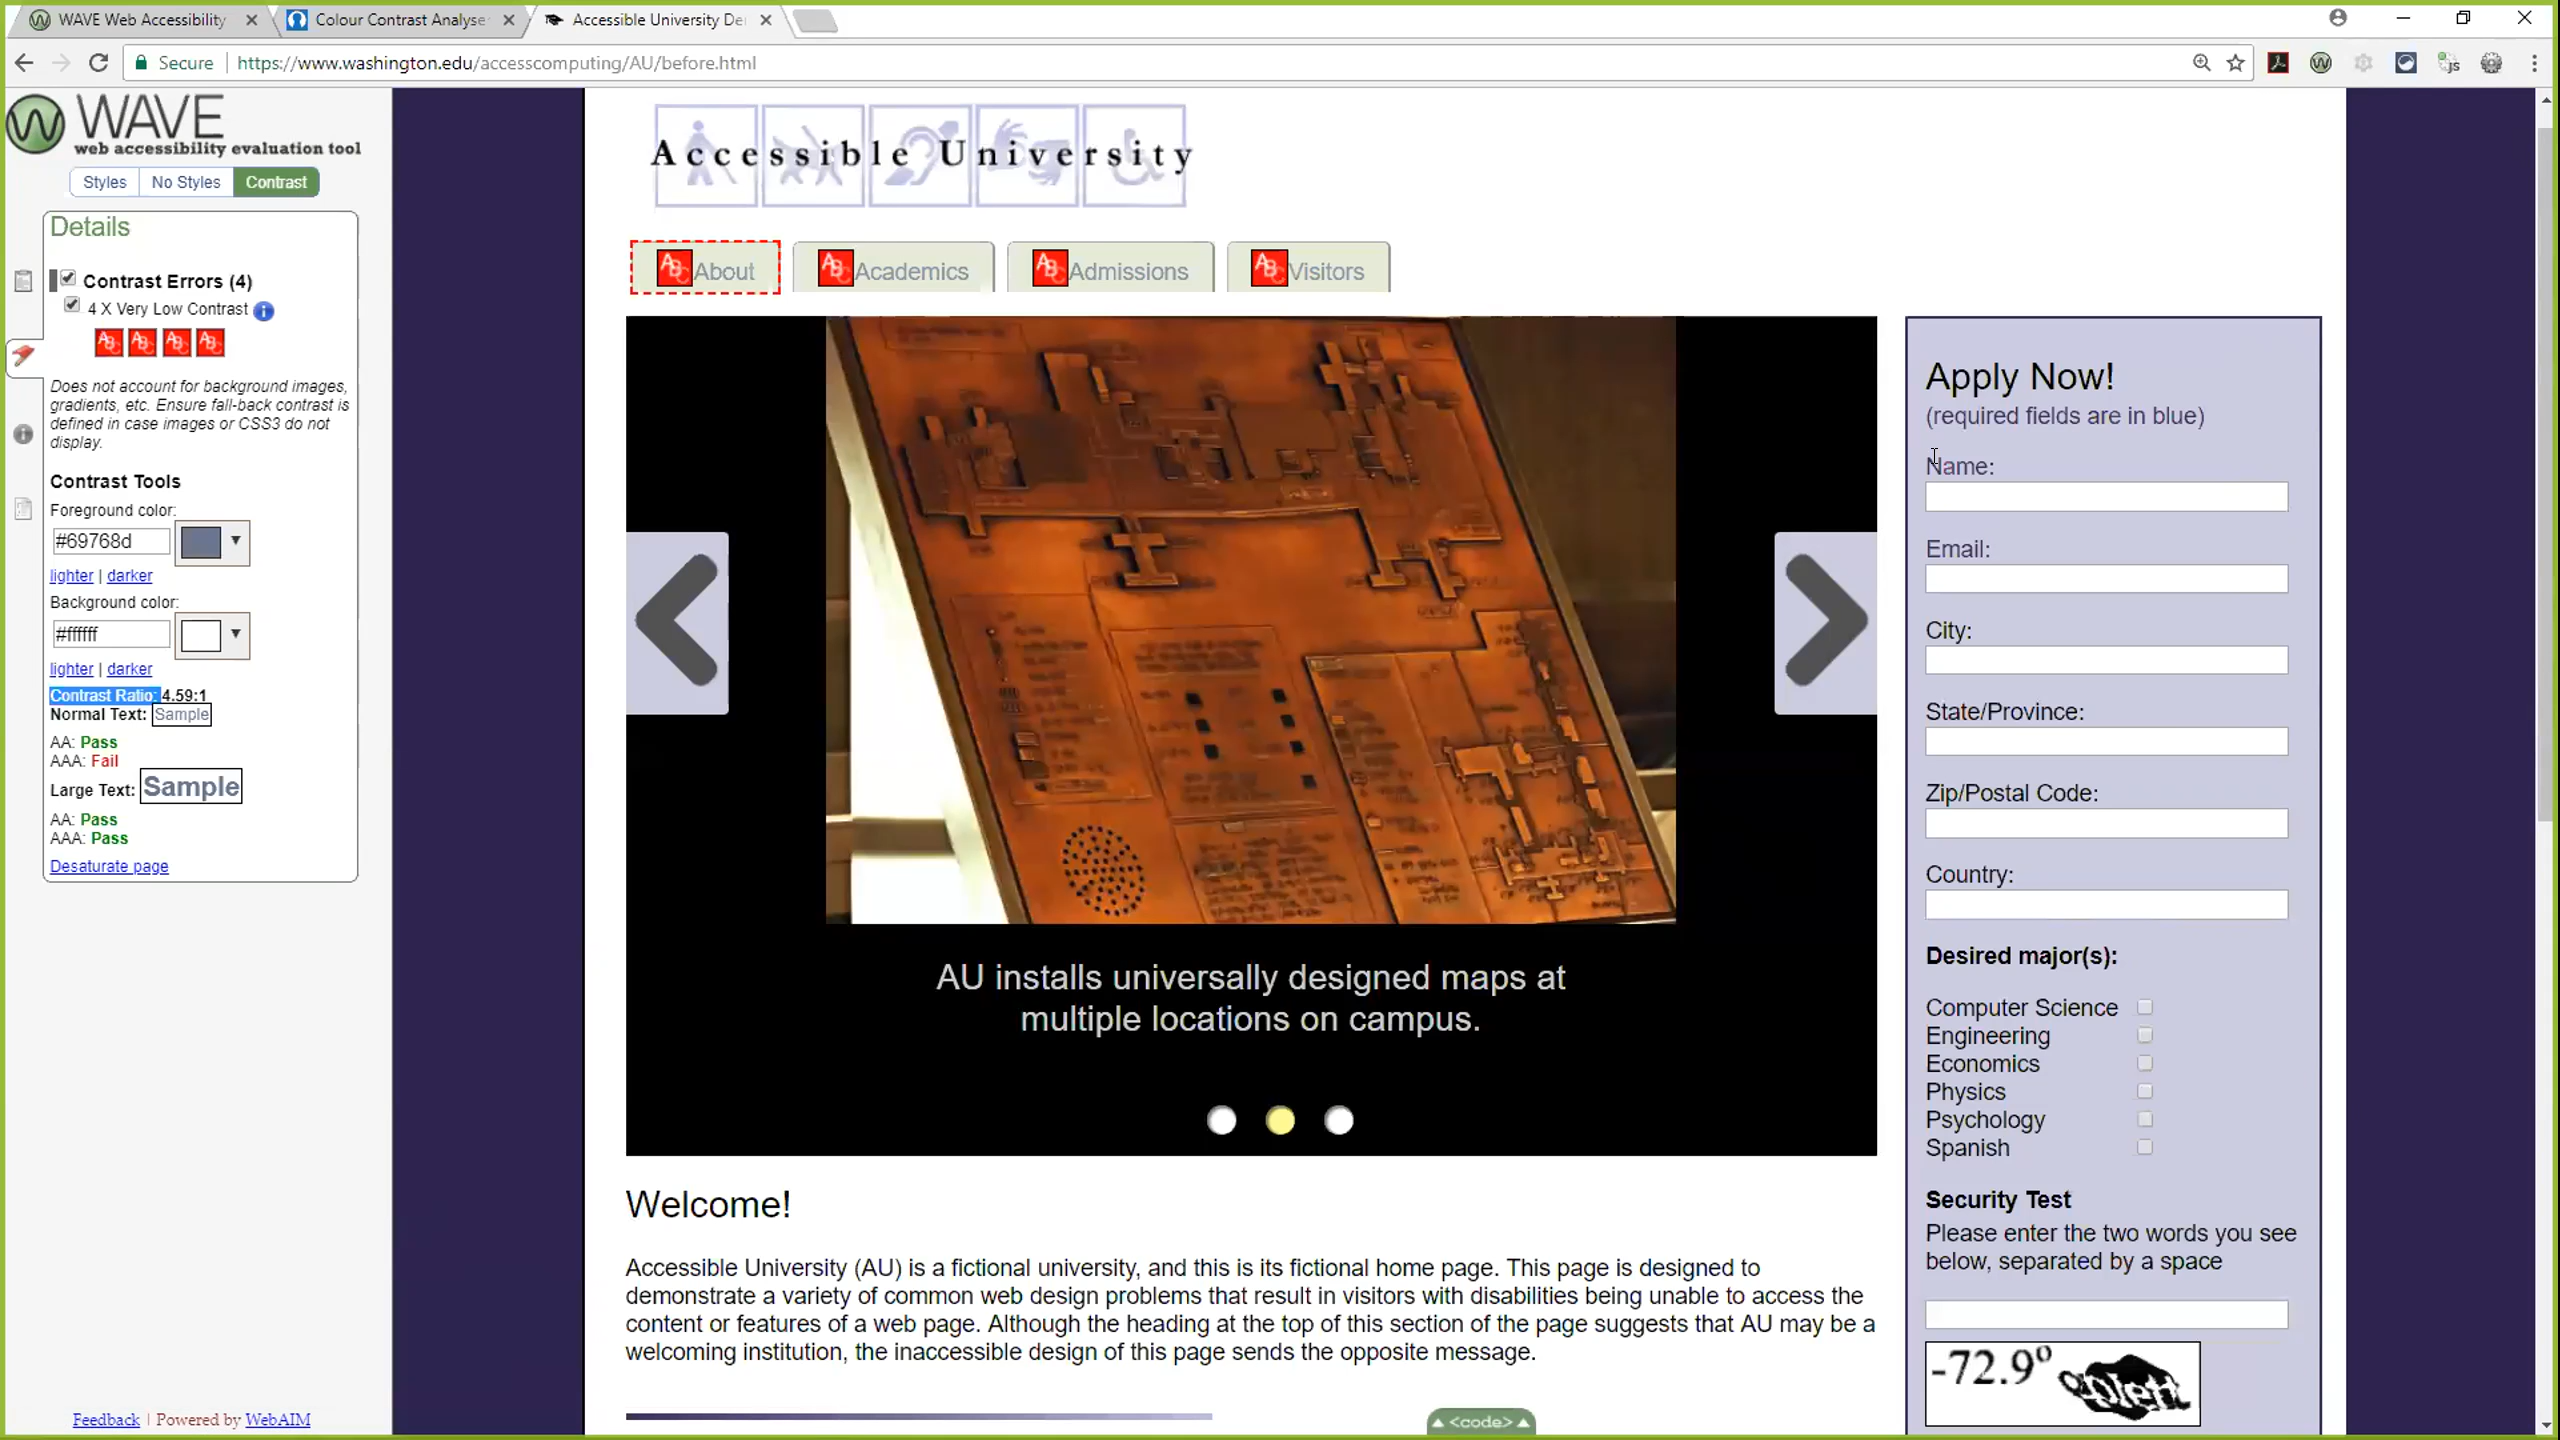 WAVE Web Accessibility
Colour Contrast Analyse
Accessible University De
Secure
https://www.washington.edu/accesscomputing/AU/before.html
WAVE
web accessibility evaluation tool
Styles
No Styles
Contrast
Details
Contrast Errors (4)
4 X Very Low Contrast
Does not account for background images,
gradients, etc. Ensure fall-back contrast is
defined in case images or CSS3 do not
display.
Contrast Tools
Foreground color:
#69768d
lighter | darker
Background color:
#ffffff
lighter | darker
Contrast Ratio: 4.59:1
Normal Text: Sample
AA: Pass
AAA: Fail
Large Text: Sample
AA: Pass
AAA: Pass
Desaturate page
Feedback | Powered by WebAIM
Accessible University
About
Academics
Admissions
Visitors
AU installs universally designed maps at
multiple locations on campus.
Welcome!
Accessible University (AU) is a fictional university, and this is its fictional home page. This page is designed to
demonstrate a variety of common web design problems that result in visitors with disabilities being unable to access the
content or features of a web page. Although the heading at the top of this section of the page suggests that AU may be a
welcoming institution, the inaccessible design of this page sends the opposite message.
<code>
Apply Now!
(required fields are in blue)
Name:
Email:
City:
State/Province:
Zip/Postal Code:
Country:
Desired major(s):
Computer Science
Engineering
Economics
Physics
Psychology
Spanish
Security Test
Please enter the two words you see
below, separated by a space
-72.9º